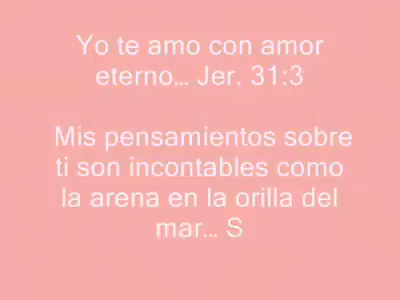 Yo te amo con amor
eterno... Jer. 31:3
Mis pensamientos sobre
ti son incontables como
la arena en la orilla del
mar... S